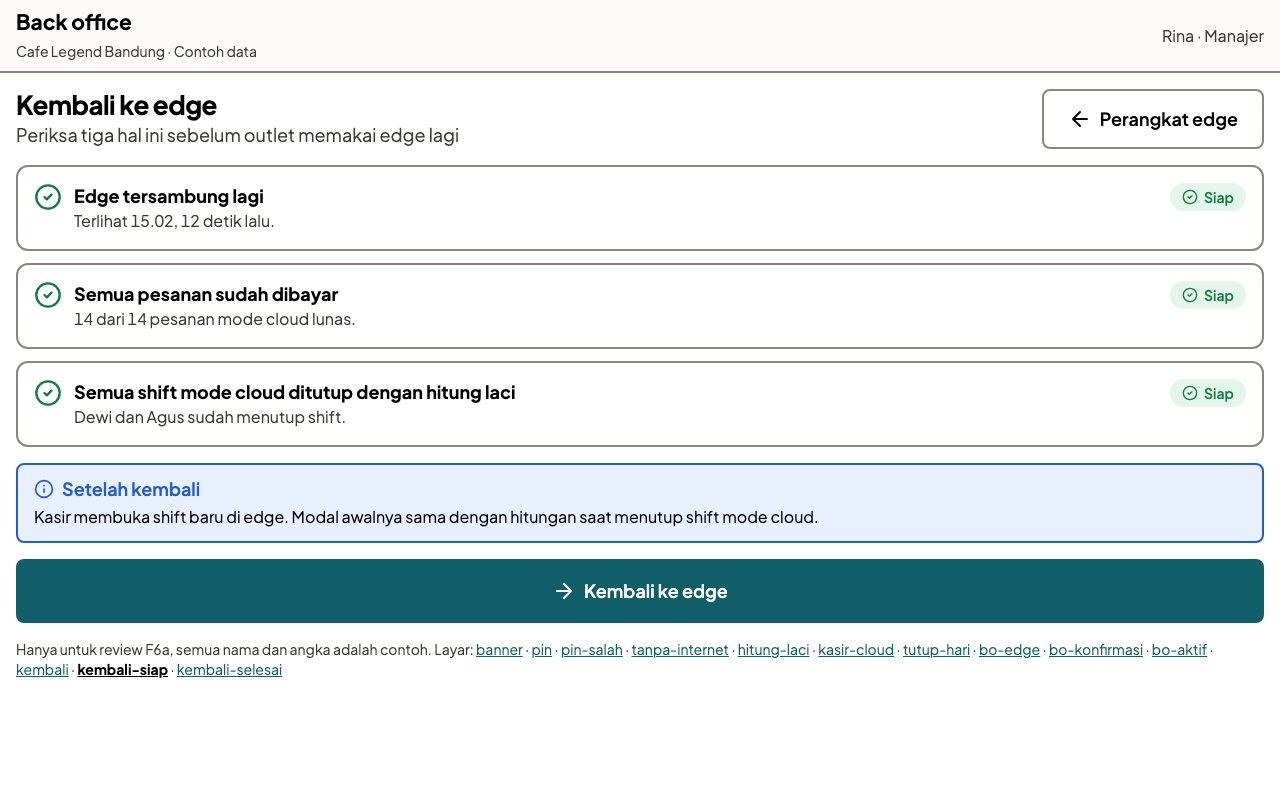 Back office
Cafe Legend Bandung · Contoh data
Rina · Manajer
Kembali ke edge
Periksa tiga hal ini sebelum outlet memakai edge lagi
Perangkat edge
Edge tersambung lagi
Terlihat 15.02, 12 detik lalu.
Siap
Semua pesanan sudah dibayar
14 dari 14 pesanan mode cloud lunas.
Siap
Semua shift mode cloud ditutup dengan hitung laci
Dewi dan Agus sudah menutup shift.
Siap
Setelah kembali
Kasir membuka shift baru di edge. Modal awalnya sama dengan hitungan saat menutup shift mode cloud.
Kembali ke edge
Hanya untuk review F6a, semua nama dan angka adalah contoh. Layar: banner · pin · pin-salah · tanpa-internet · hitung-laci · kasir-cloud · tutup-hari · bo-edge · bo-konfirmasi · bo-aktif ·
kembali · kembali-siap · kembali-selesai